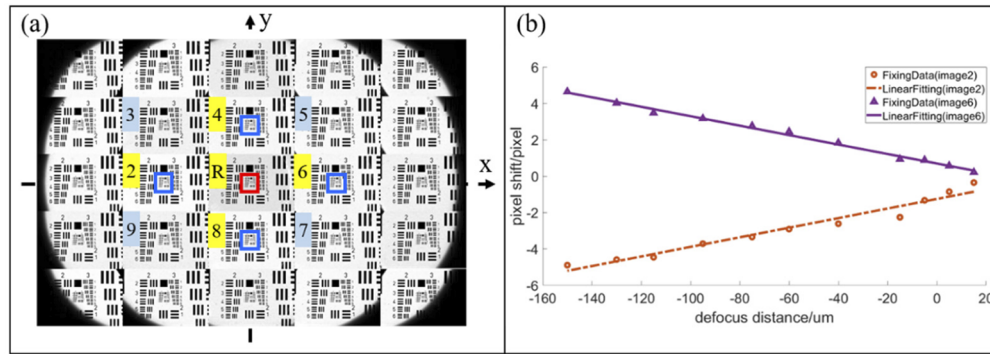 (a)
y
3 4 5
2 R 6 x
9 8 7
(b)
pixel shift/pixel
6
4
2
0
-2
-4
-6
-160 -140 -120 -100 -80 -60 -40 -20 0 20
defocus distance/um
FixingData(image2)
LinearFitting(image2)
FixingData(image6)
LinearFitting(image6)